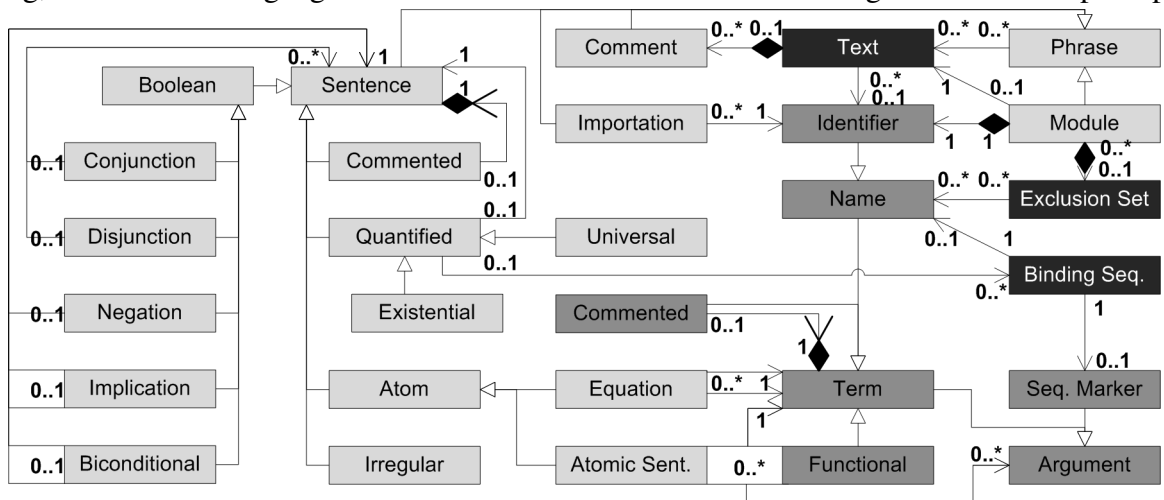 0..* 1 1 0..* 0..1 0..* 0..*
Comment Text Phrase
Boolean Sentence 1 0..* 0..1 1 0..1
Importation 0..* 1 Identifier 1 1 Module
0..1 Conjunction Commented 0..1 0..* 0..1
0..1 Name 0..* 0..* Exclusion Set
0..1 Disjunction Quantified Universal 0..1 1
0..1 Binding Seq.
0..*
0..1 Negation Existential Commented 0..1 1
1 0..1
0..1 Implication Atom Equation 0..* 1 Term Seq. Marker
1
0..1 Biconditional Irregular Atomic Sent. 0..* Functional 0..* Argument